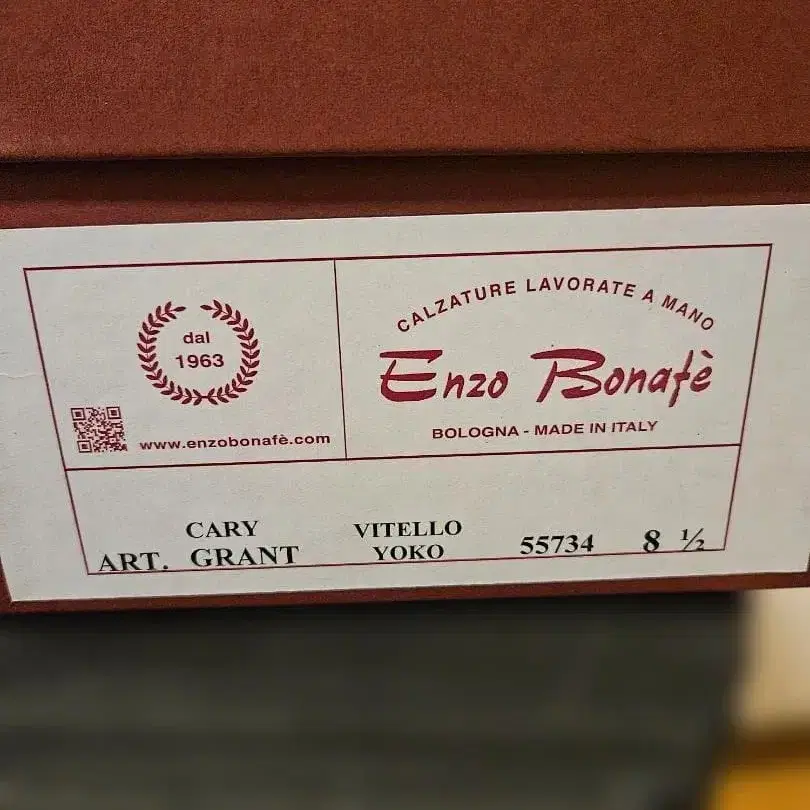 dal
1963
www.enzobonafè.com
CALZATURE LAVORATE A MANO
Enzo Bonafè
BOLOGNA - MADE IN ITALY
CARY VITELLO
ART. GRANT YOKO 55734 8 ½